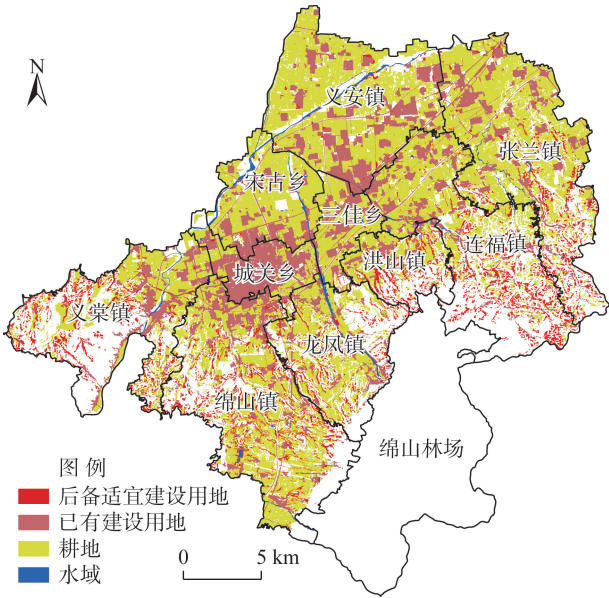 N
义安镇
张兰镇
宋古乡
三佳乡
连福镇
洪山镇
城关乡
义棠镇
龙凤镇
绵山镇
绵山林场
图例
后备适宜建设用地
已有建设用地
耕地
水域
0 5 km